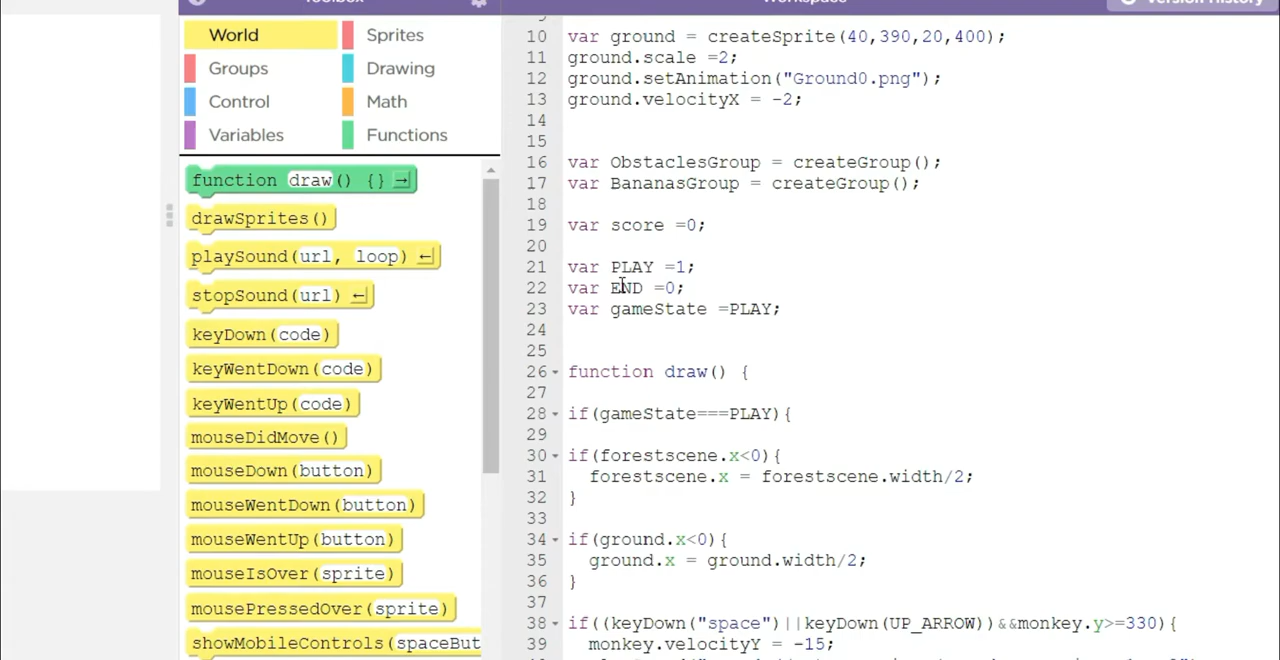 Toolbox
Workspace
Version History
World
Sprites
Groups
Drawing
Control
Math
Variables
Functions
function draw() {} →
drawSprites()
playSound(url, loop) ←
stopSound(url) ←
keyDown(code)
keyWentDown(code)
keyWentUp(code)
mouseDidMove()
mouseDown(button)
mouseWentDown(button)
mouseWentUp(button)
mouseIsOver(sprite)
mousePressedOver(sprite)
showMobileControls(spaceBut
10 var ground = createSprite(40,390,20,400);
11 ground.scale =2;
12 ground.setAnimation("Ground0.png");
13 ground.velocityX = -2;
14
15
16 var ObstaclesGroup = createGroup();
17 var BananasGroup = createGroup();
18
19 var score =0;
20
21 var PLAY =1;
22 var END =0;
23 var gameState =PLAY;
24
25
26 function draw() {
27
28 if(gameState===PLAY){
29
30 if(forestscene.x<0){
31 forestscene.x = forestscene.width/2;
32 }
33
34 if(ground.x<0){
35 ground.x = ground.width/2;
36 }
37
38 if((keyDown("space")||keyDown(UP_ARROW))&&monkey.y>=330){
39 monkey.velocityY = -15;